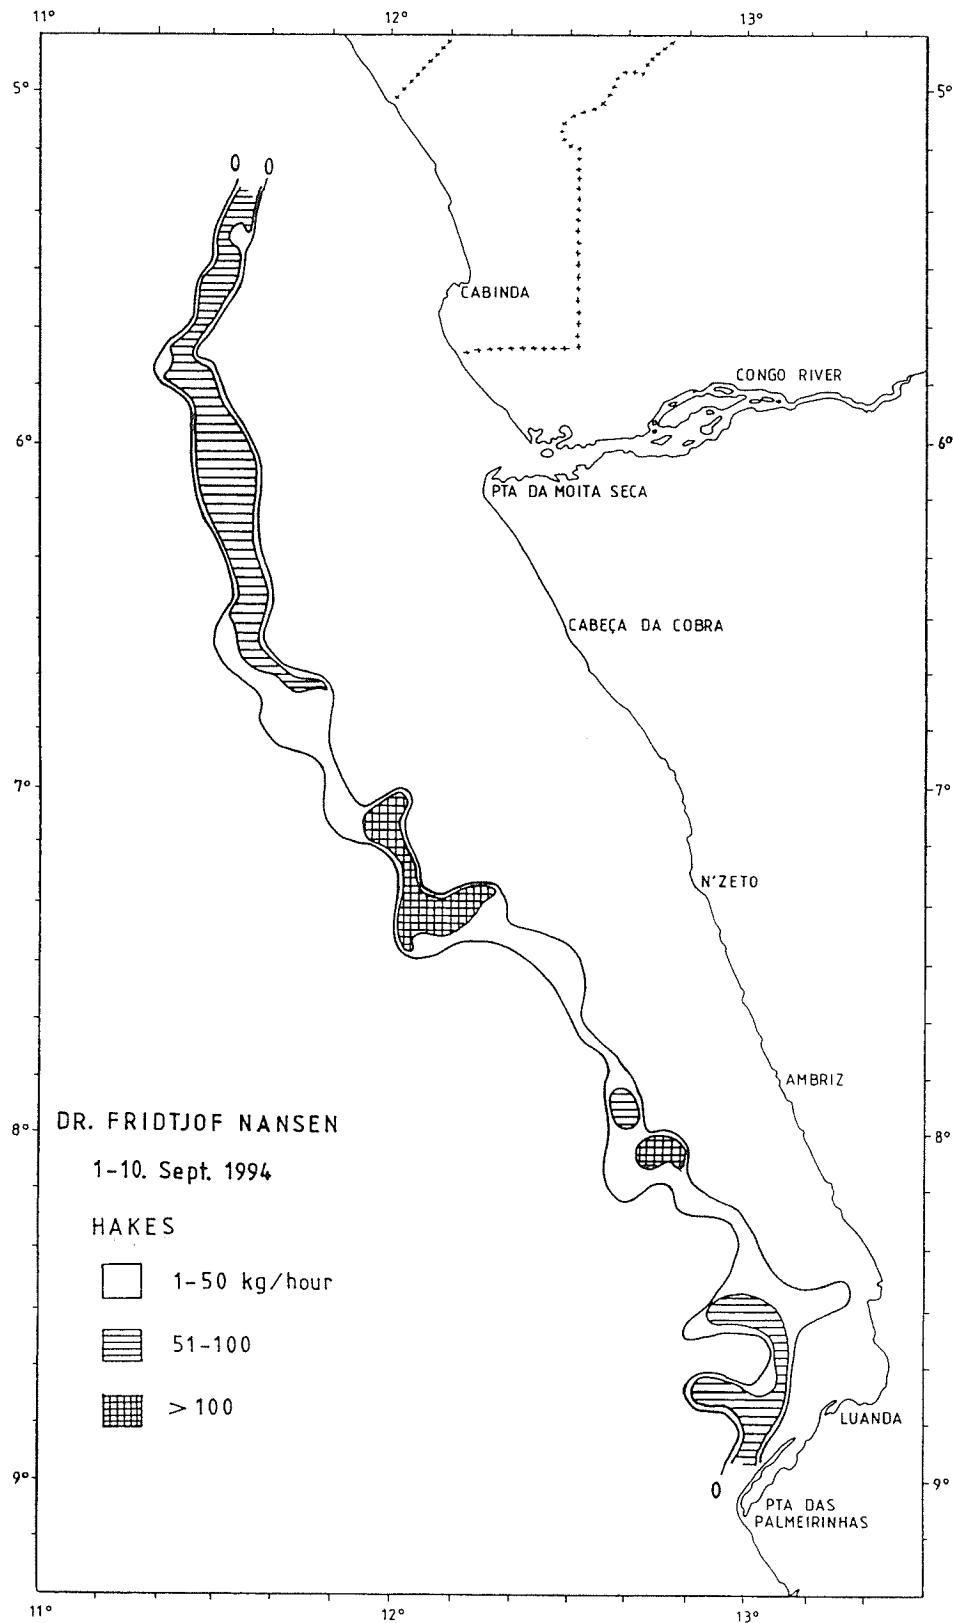 11°
12°
13°
5°
5°
0 0
CABINDA
CONGO RIVER
6°
6°
PTA DA MOITA SECA
CABEÇA DA COBRA
7°
7°
N'ZETO
AMBRIZ
DR. FRIDTJOF NANSEN
8°
8°
1-10. Sept. 1994
HAKES
1-50 kg/hour
51-100
> 100
LUANDA
9°
9°
0
PTA DAS
PALMEIRINHAS
11°
12°
13°